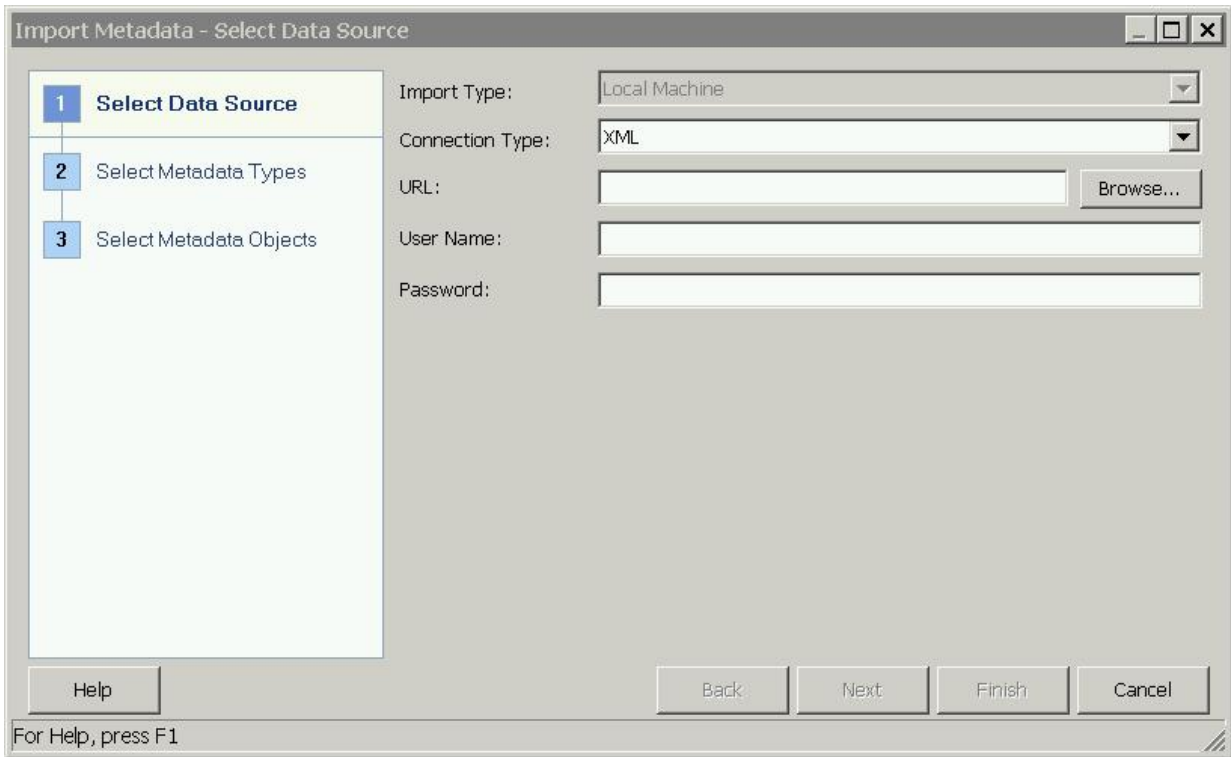 Import Metadata - Select Data Source
1 Select Data Source
2 Select Metadata Types
3 Select Metadata Objects
Import Type: Local Machine
Connection Type: XML
URL: Browse...
User Name:
Password:
Help Back Next Finish Cancel
For Help, press F1